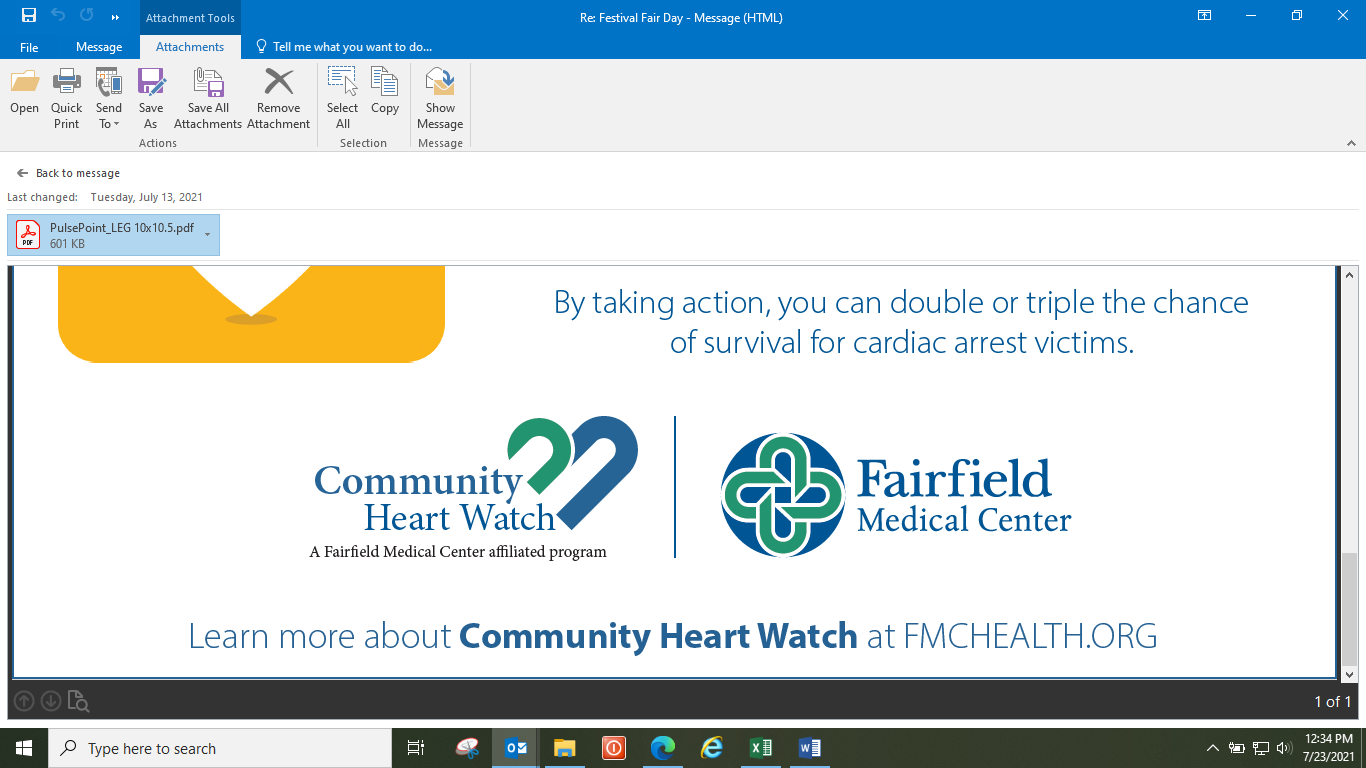 Attachment Tools
Re: Festival Fair Day - Message (HTML)
File
Message
Attachments
Tell me what you want to do...
Open
Quick
Print
Send
To
Save
As
Save All
Attachments
Remove
Attachment
Select
All
Copy
Show
Message
Actions
Selection
Message
Back to message
Last changed: Tuesday, July 13, 2021
PulsePoint_LEG 10x10.5.pdf
601 KB
PDF
By taking action, you can double or triple the chance
of survival for cardiac arrest victims.
Community
Heart Watch
A Fairfield Medical Center affiliated program
Fairfield
Medical Center
Learn more about Community Heart Watch at FMCHEALTH.ORG
1 of 1
Type here to search
12:34 PM
7/23/2021